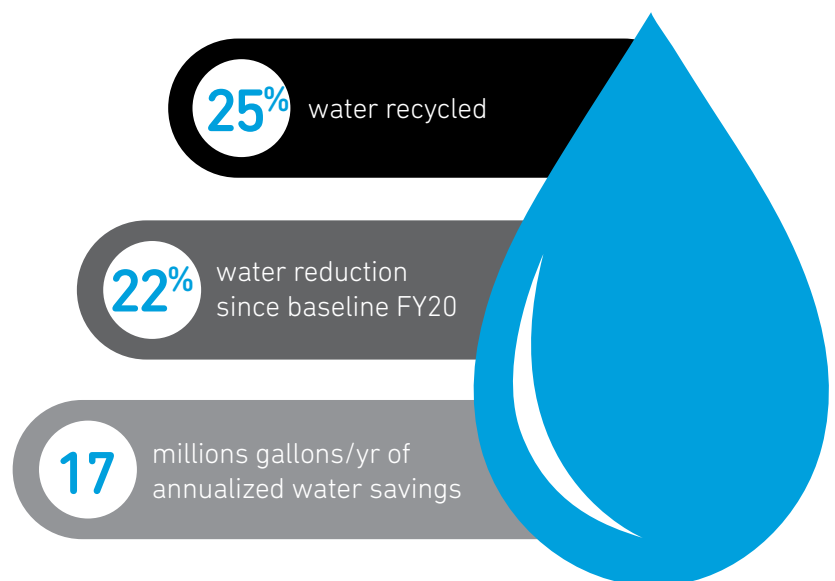 25% water recycled
22% water reduction
since baseline FY20
17 millions gallons/yr of
annualized water savings